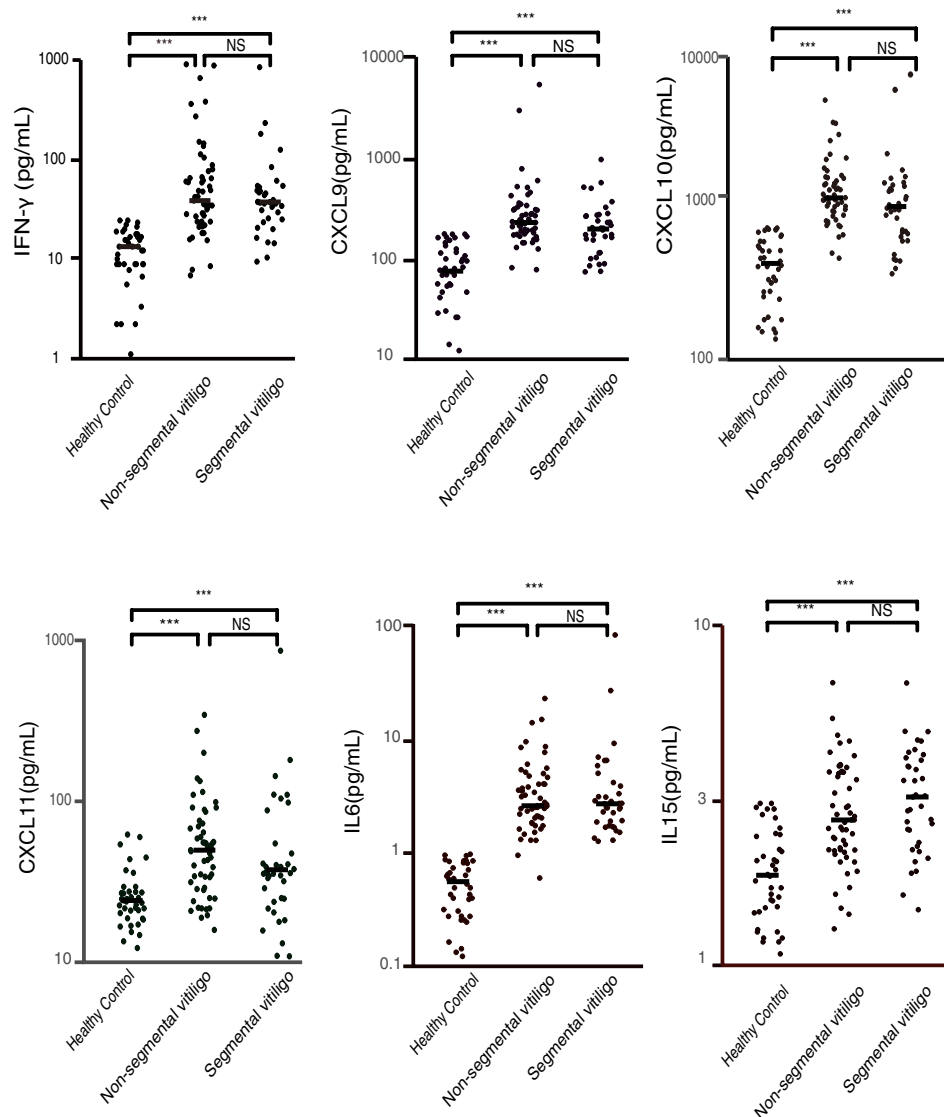 ***
*** NS
1000
100
10
1
IFN-γ (pg/mL)
Healthy Control
Non-segmental vitiligo
Segmental vitiligo
***
*** NS
10000
1000
100
10
CXCL9(pg/mL)
Healthy Control
Non-segmental vitiligo
Segmental vitiligo
***
*** NS
10000
1000
100
CXCL10(pg/mL)
Healthy Control
Non-segmental vitiligo
Segmental vitiligo
***
*** NS
1000
100
10
CXCL11(pg/mL)
Healthy Control
Non-segmental vitiligo
Segmental vitiligo
***
*** NS
100
10
1
0.1
IL6(pg/mL)
Healthy Control
Non-segmental vitiligo
Segmental vitiligo
***
*** NS
10
3
1
IL15(pg/mL)
Healthy Control
Non-segmental vitiligo
Segmental vitiligo